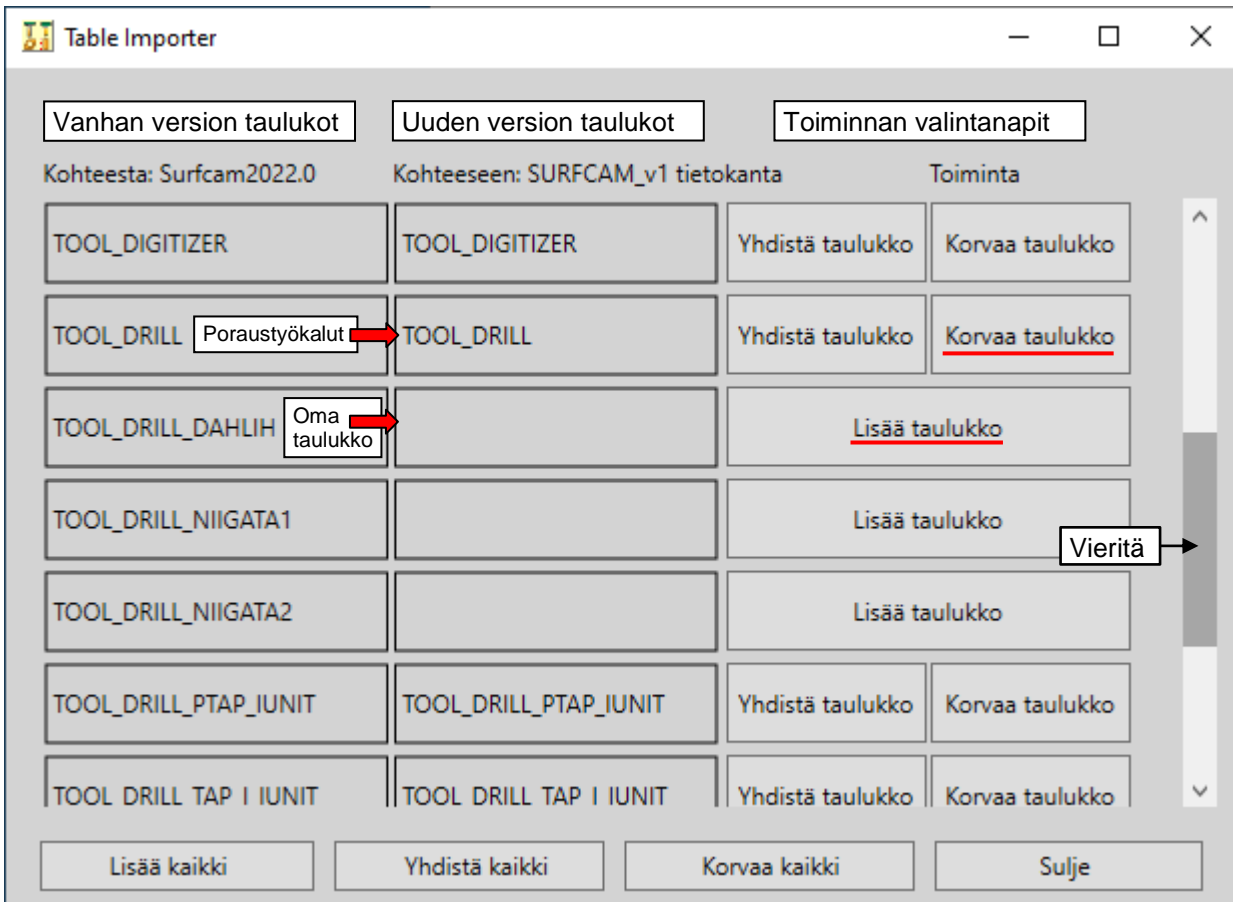 Table Importer
Vanhan version taulukot Uuden version taulukot Toiminnan valintanapit
Kohteesta: Surfcam2022.0 Kohteeseen: SURFCAM_v1 tietokanta Toiminta
TOOL_DIGITIZER TOOL_DIGITIZER Yhdistä taulukko Korvaa taulukko
TOOL_DRILL Poraustyökalut TOOL_DRILL Yhdistä taulukko Korvaa taulukko
TOOL_DRILL_DAHLIH Oma taulukko Lisää taulukko
TOOL_DRILL_NIIGATA1 Lisää taulukko
Vieritä
TOOL_DRILL_NIIGATA2 Lisää taulukko
TOOL_DRILL_PTAP_IUNIT TOOL_DRILL_PTAP_IUNIT Yhdistä taulukko Korvaa taulukko
TOOL_DRILL_TAP_I_IUNIT TOOL_DRILL_TAP_I_IUNIT Yhdistä taulukko Korvaa taulukko
Lisää kaikki Yhdistä kaikki Korvaa kaikki Sulje